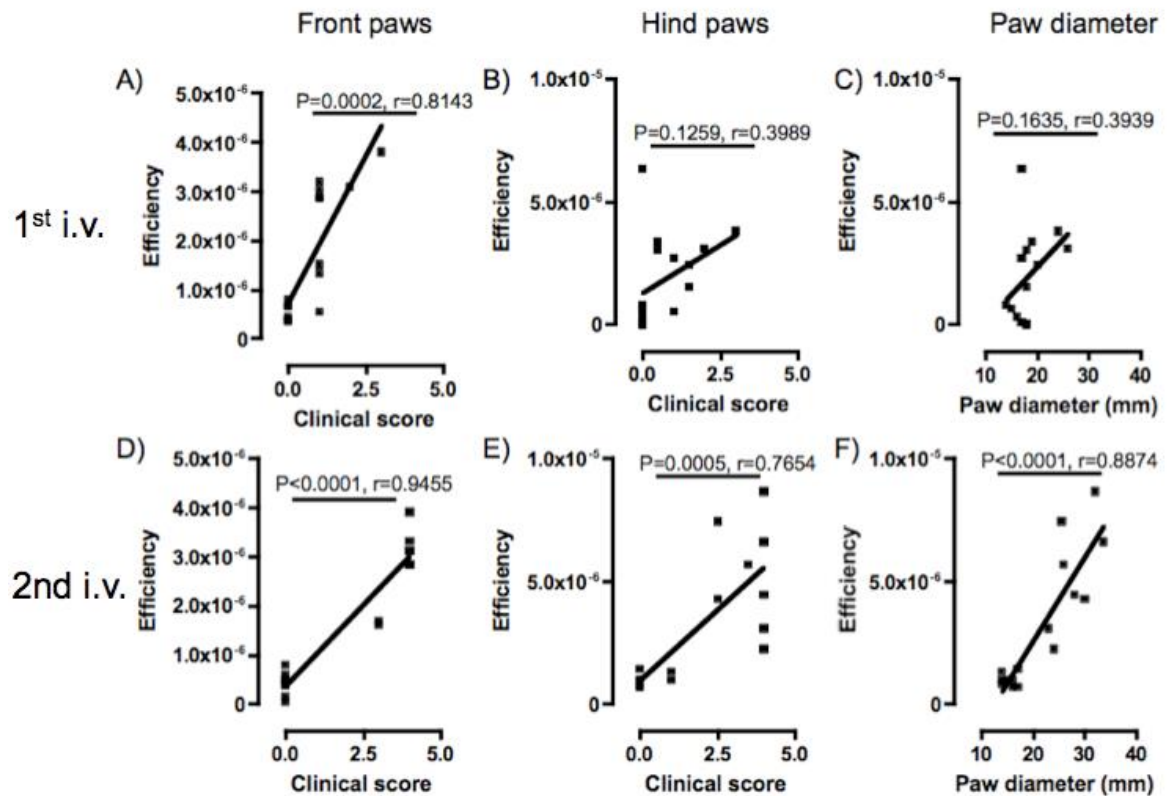 Front paws
Hind paws
Paw diameter
1st i.v.
A)
P=0.0002, r=0.8143
5.0x10-6
4.0x10-6
3.0x10-6
2.0x10-6
1.0x10-6
0
Efficiency
0.0
2.5
5.0
Clinical score
B)
P=0.1259, r=0.3989
1.0x10-5
5.0x10-6
0
Efficiency
0.0
2.5
5.0
Clinical score
C)
P=0.1635, r=0.3939
1.0x10-5
5.0x10-6
0
Efficiency
10
20
30
40
Paw diameter (mm)
2nd i.v.
D)
P<0.0001, r=0.9455
5.0x10-6
4.0x10-6
3.0x10-6
2.0x10-6
1.0x10-6
0
Efficiency
0.0
2.5
5.0
Clinical score
E)
P=0.0005, r=0.7654
1.0x10-5
5.0x10-6
0
Efficiency
0.0
2.5
5.0
Clinical score
F)
P<0.0001, r=0.8874
1.0x10-5
5.0x10-6
0
Efficiency
10
20
30
40
Paw diameter (mm)